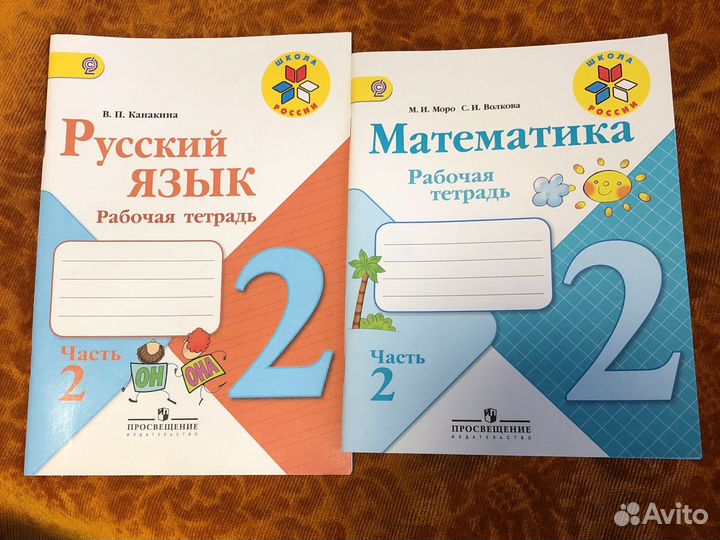 ШКОЛА
РОССИИ
В. П. Канакина
Русский
язык
Рабочая тетрадь
2
Часть
2
ОН
ОНА
ПРОСВЕЩЕНИЕ
ИЗДАТЕЛЬСТВО
ШКОЛА
РОССИИ
М. И. Моро С. И. Волкова
Математика
Рабочая
тетрадь
2
Часть
2
ПРОСВЕЩЕНИЕ
ИЗДАТЕЛЬСТВО
Avito